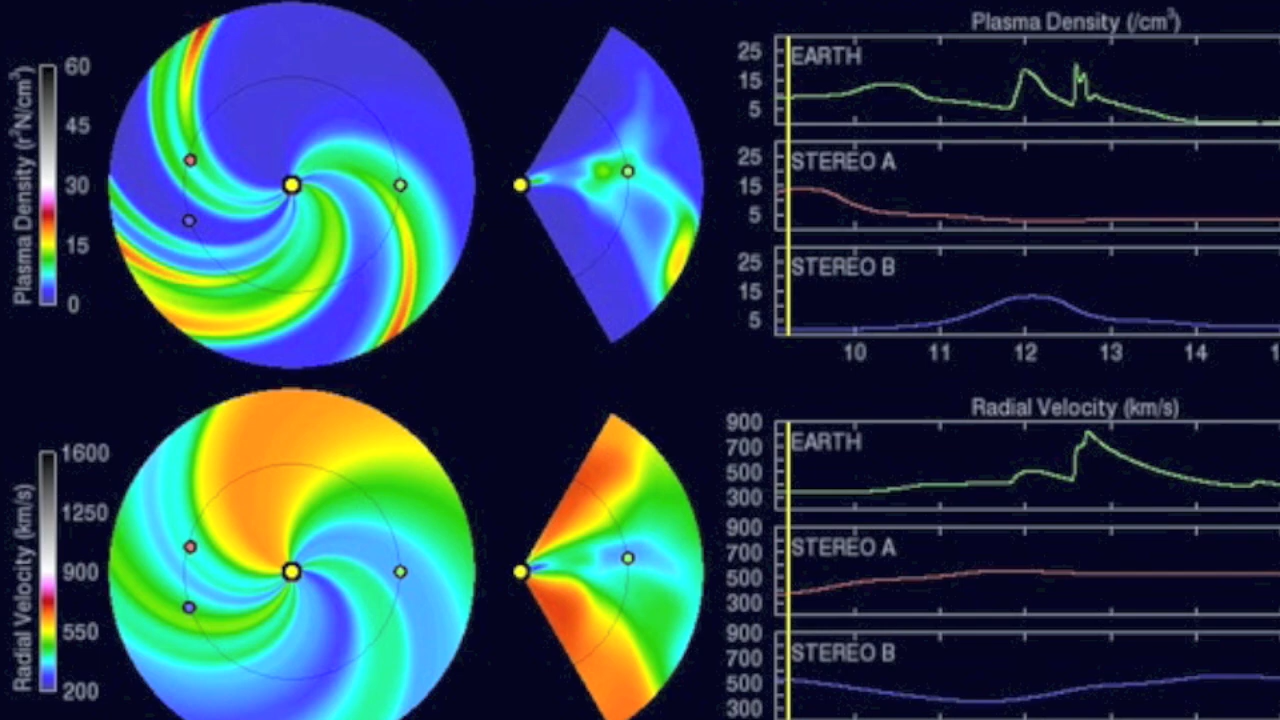 Plasma Density (r²N/cm³)
60
45
30
15
0
Plasma Density (/cm³)
25
15
5
EARTH
25
15
5
STEREO A
25
15
5
STEREO B
10 11 12 13 14
Radial Velocity (km/s)
1600
1250
900
550
200
Radial Velocity (km/s)
900
700
500
300
EARTH
900
700
500
300
STEREO A
900
700
500
300
STEREO B